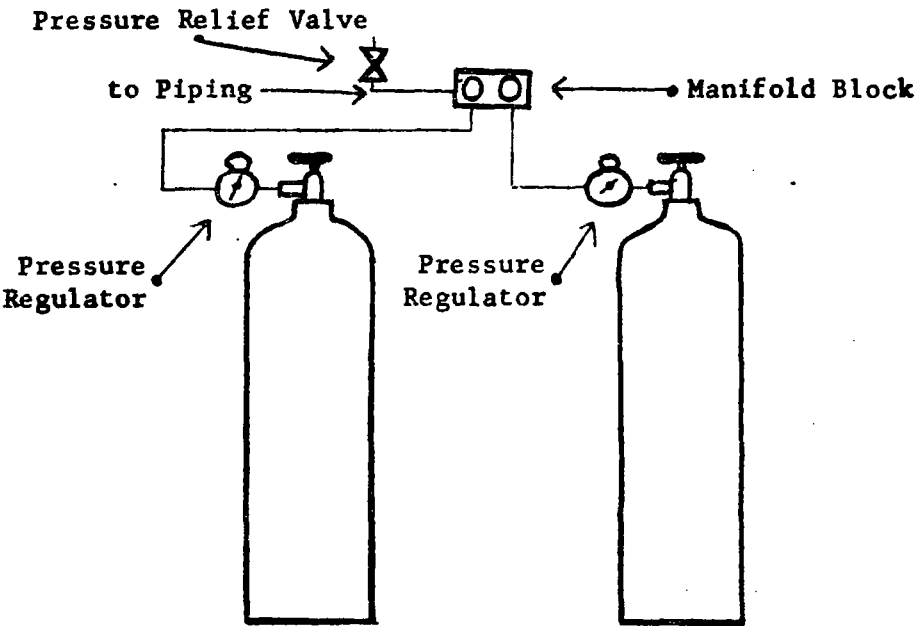 Pressure Relief Valve
to Piping
Manifold Block
Pressure
Regulator
Pressure
Regulator